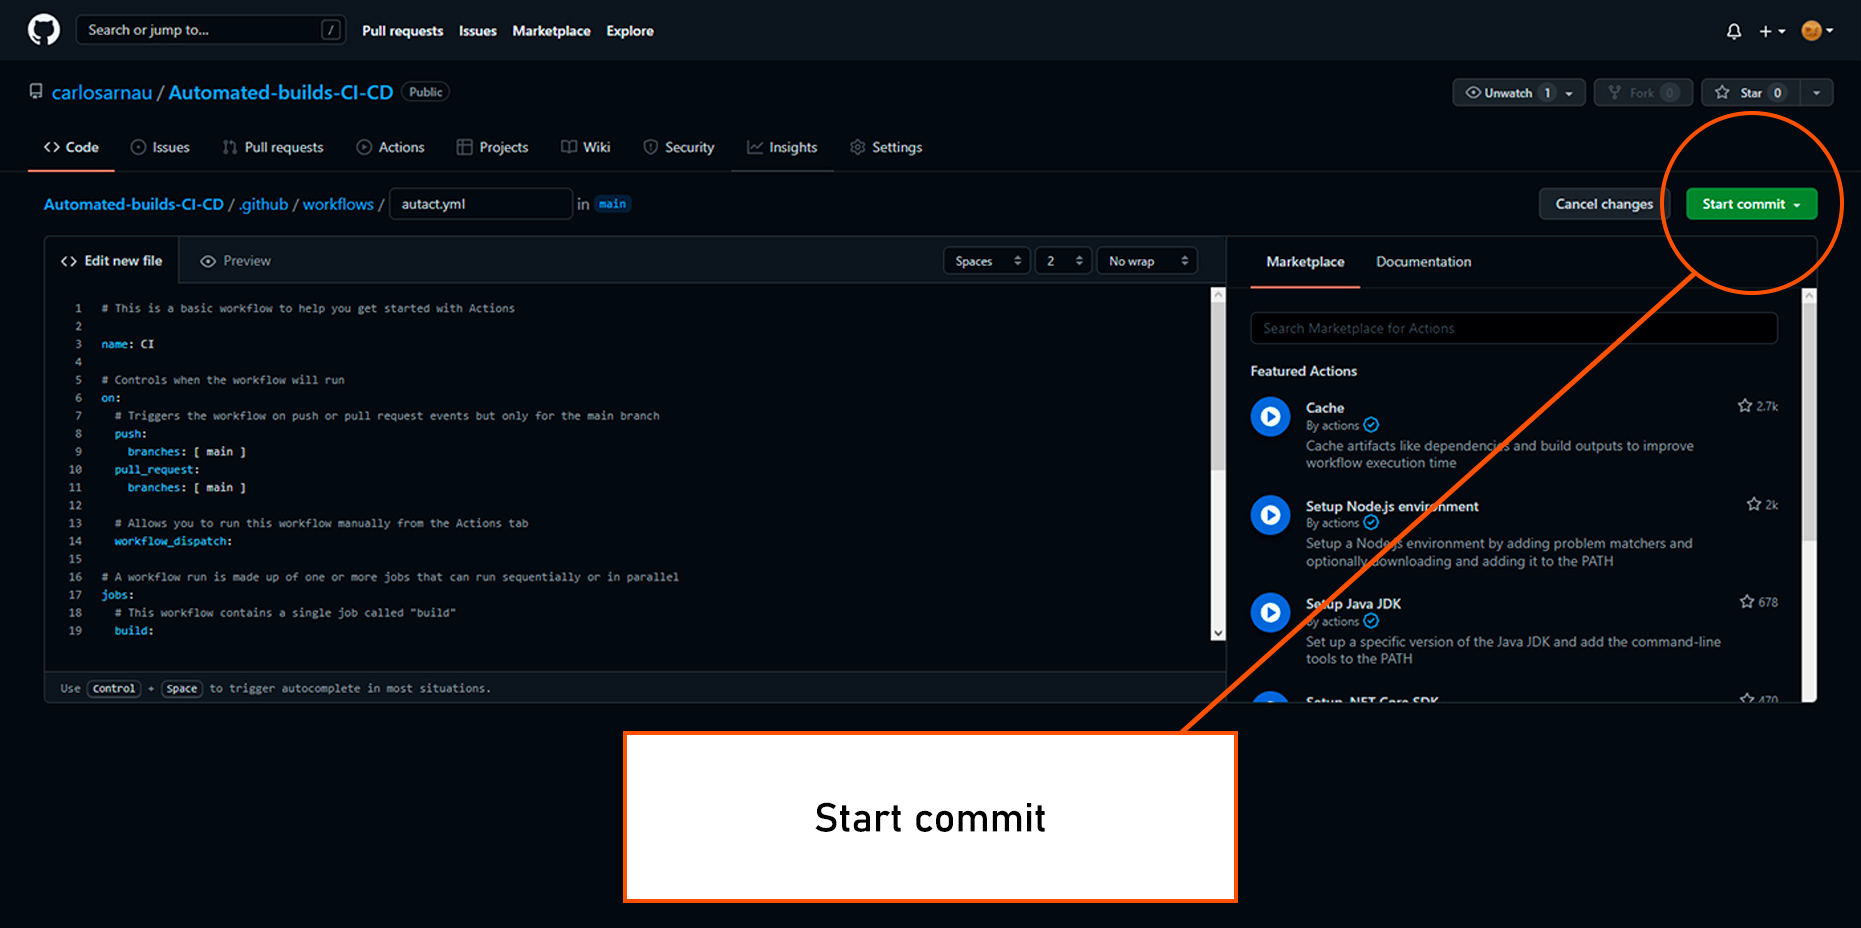 Search or jump to... /
Pull requests Issues Marketplace Explore
carlosarnau / Automated-builds-CI-CD Public
Unwatch 1 Fork 0 Star 0
Code Issues Pull requests Actions Projects Wiki Security Insights Settings
Automated-builds-CI-CD / .github / workflows / autact.yml in main
Cancel changes Start commit
Edit new file Preview
Spaces 2 No wrap
1 # This is a basic workflow to help you get started with Actions
2
3 name: CI
4
5 # Controls when the workflow will run
6 on:
7 # Triggers the workflow on push or pull request events but only for the main branch
8 push:
9 branches: [ main ]
10 pull_request:
11 branches: [ main ]
12
13 # Allows you to run this workflow manually from the Actions tab
14 workflow_dispatch:
15
16 # A workflow run is made up of one or more jobs that can run sequentially or in parallel
17 jobs:
18 # This workflow contains a single job called "build"
19 build:
Use Control + Space to trigger autocomplete in most situations.
Marketplace Documentation
Search Marketplace for Actions
Featured Actions
Cache 2.7k
By actions
Cache artifacts like dependencies and build outputs to improve
workflow execution time
Setup Node.js environment 2k
By actions
Setup a Node.js environment by adding problem matchers and
optionally downloading and adding it to the PATH
Setup Java JDK 678
By actions
Set up a specific version of the Java JDK and add the command-line
tools to the PATH
Setup .NET Core SDK 470
Start commit